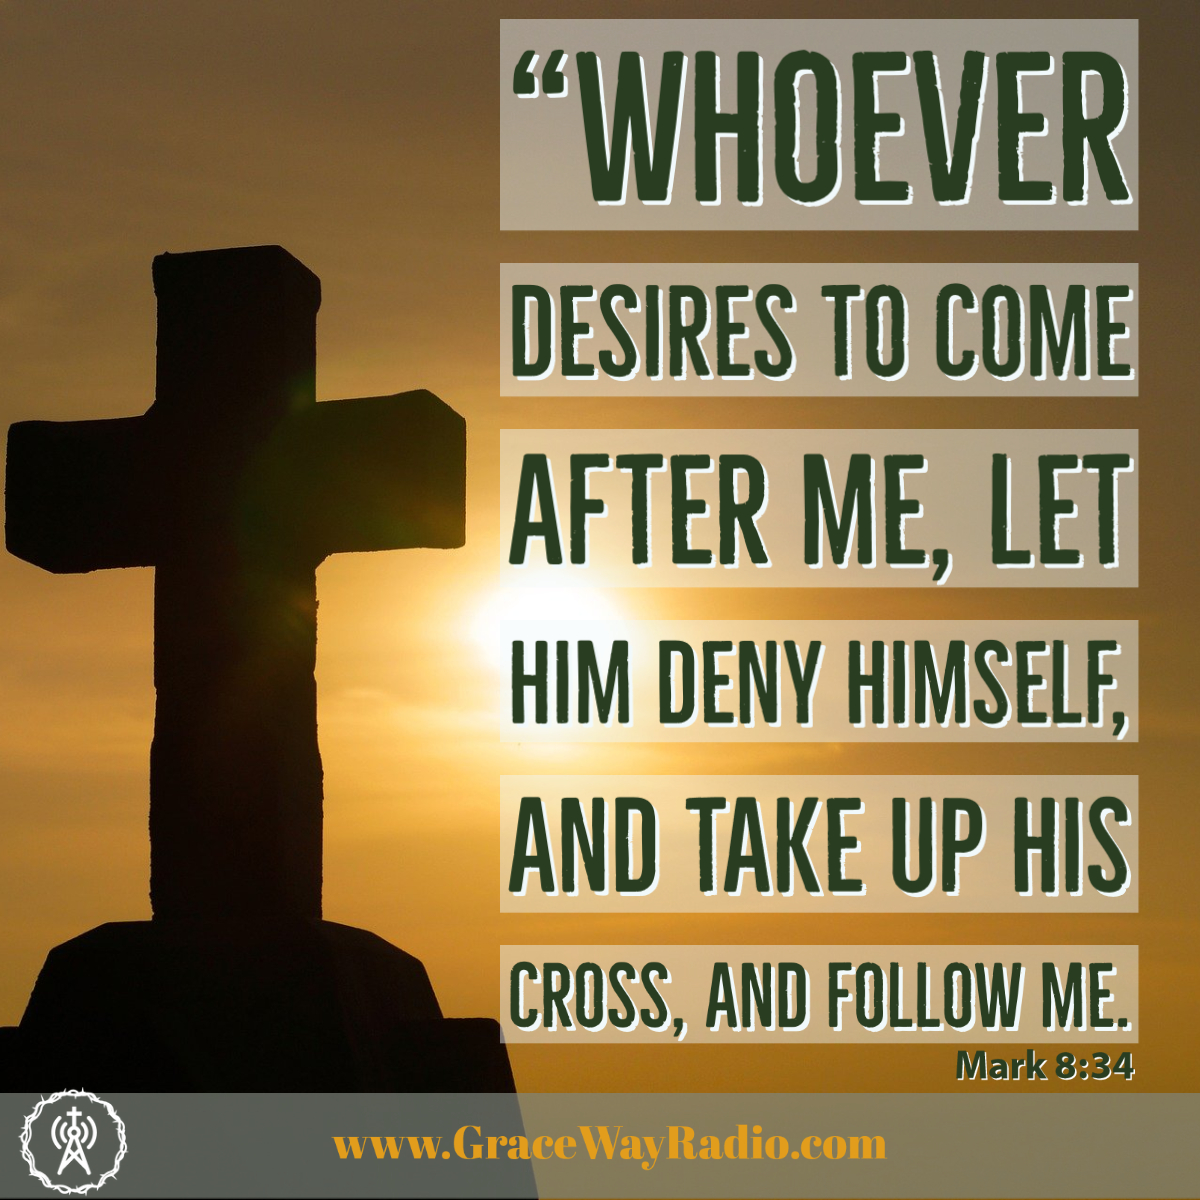 “WHOEVER
DESIRES TO COME
AFTER ME, LET
HIM DENY HIMSELF,
AND TAKE UP HIS
CROSS, AND FOLLOW ME.
Mark 8:34
www.GraceWayRadio.com